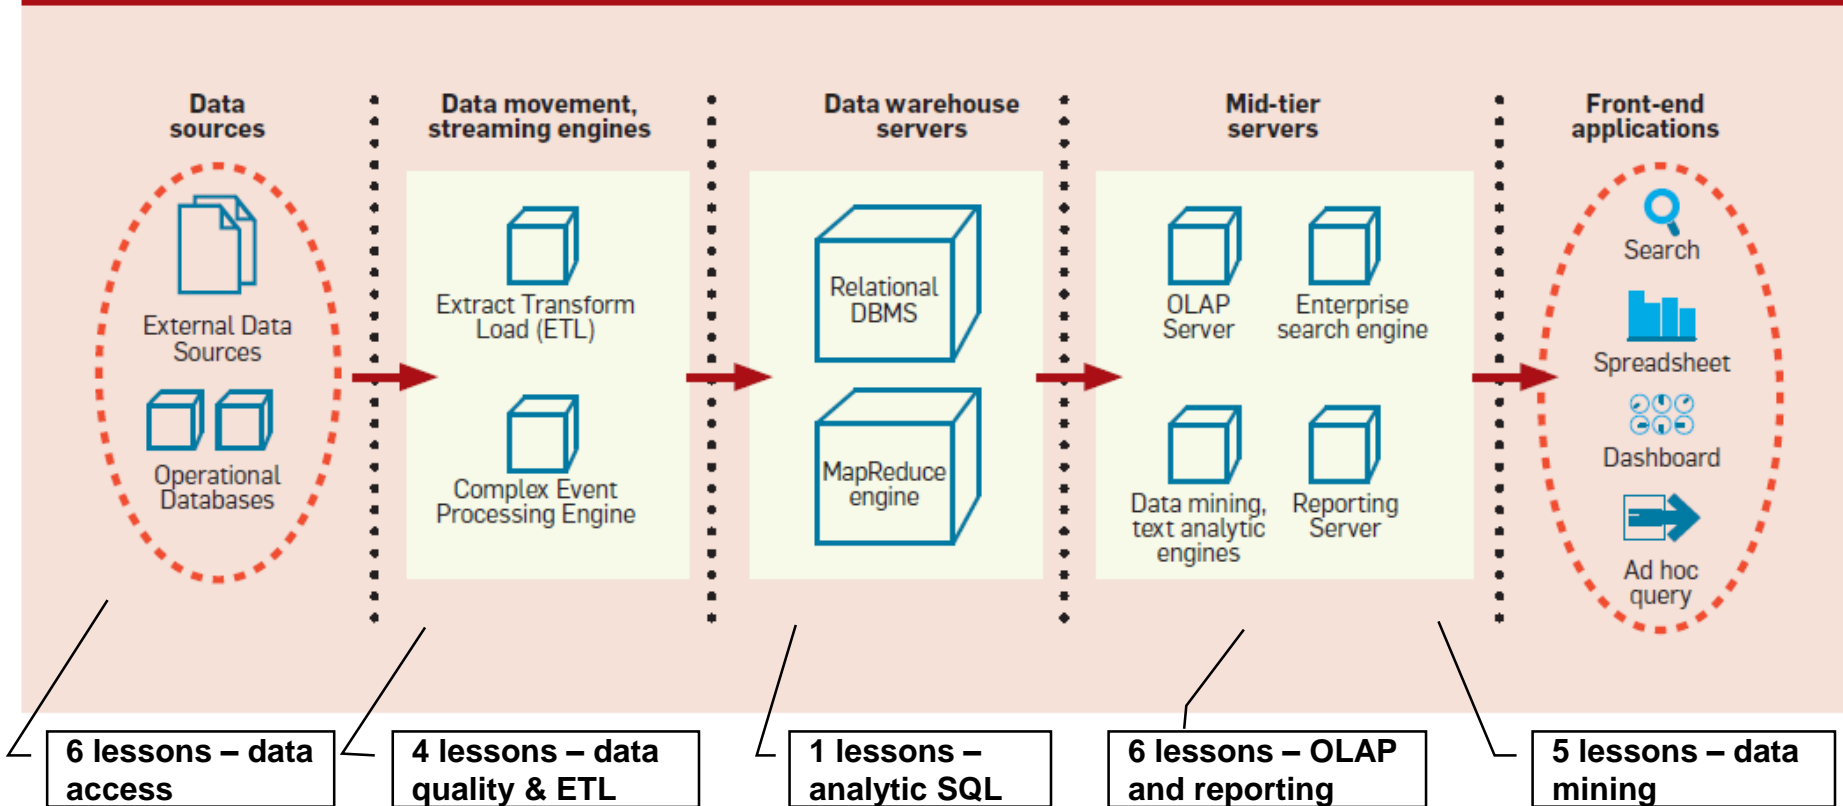 Data
sources
Data movement,
streaming engines
Data warehouse
servers
Mid-tier
servers
Front-end
applications
External Data
Sources
Operational
Databases
Extract Transform
Load (ETL)
Complex Event
Processing Engine
Relational
DBMS
MapReduce
engine
OLAP
Server
Enterprise
search engine
Data mining,
text analytic
engines
Reporting
Server
Search
Spreadsheet
Dashboard
Ad hoc
query
6 lessons – data
access
4 lessons – data
quality & ETL
1 lessons –
analytic SQL
6 lessons – OLAP
and reporting
5 lessons – data
mining